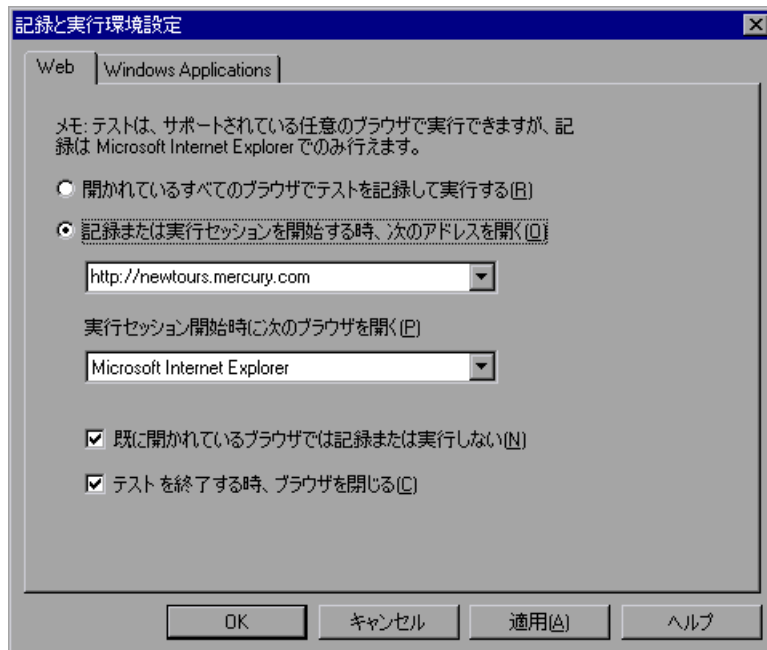 記録と実行環境設定
Web
Windows Applications
メモ: テストは、サポートされている任意のブラウザで実行できますが、記
録は Microsoft Internet Explorer でのみ行えます。
開かれているすべてのブラウザでテストを記録して実行する(R)
記録または実行セッションを開始する時、次のアドレスを開く(O)
http://newtours.mercury.com
実行セッション開始時に次のブラウザを開く(P)
Microsoft Internet Explorer
既に開かれているブラウザでは記録または実行しない(N)
テストを終了する時、ブラウザを閉じる(C)
OK
キャンセル
適用(A)
ヘルプ